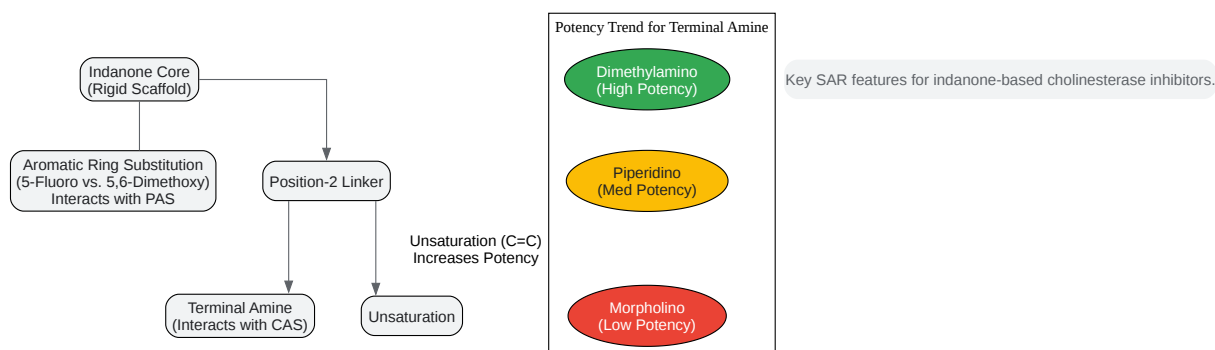 Indanone Core
(Rigid Scaffold)
Aromatic Ring Substitution
(5-Fluoro vs. 5,6-Dimethoxy)
Interacts with PAS
Position-2 Linker
Unsaturation (C=C)
Increases Potency
Terminal Amine
(Interacts with CAS)
Unsaturation
Potency Trend for Terminal Amine
Dimethylamino
(High Potency)
Piperidino
(Med Potency)
Morpholino
(Low Potency)
Key SAR features for indanone-based cholinesterase inhibitors.